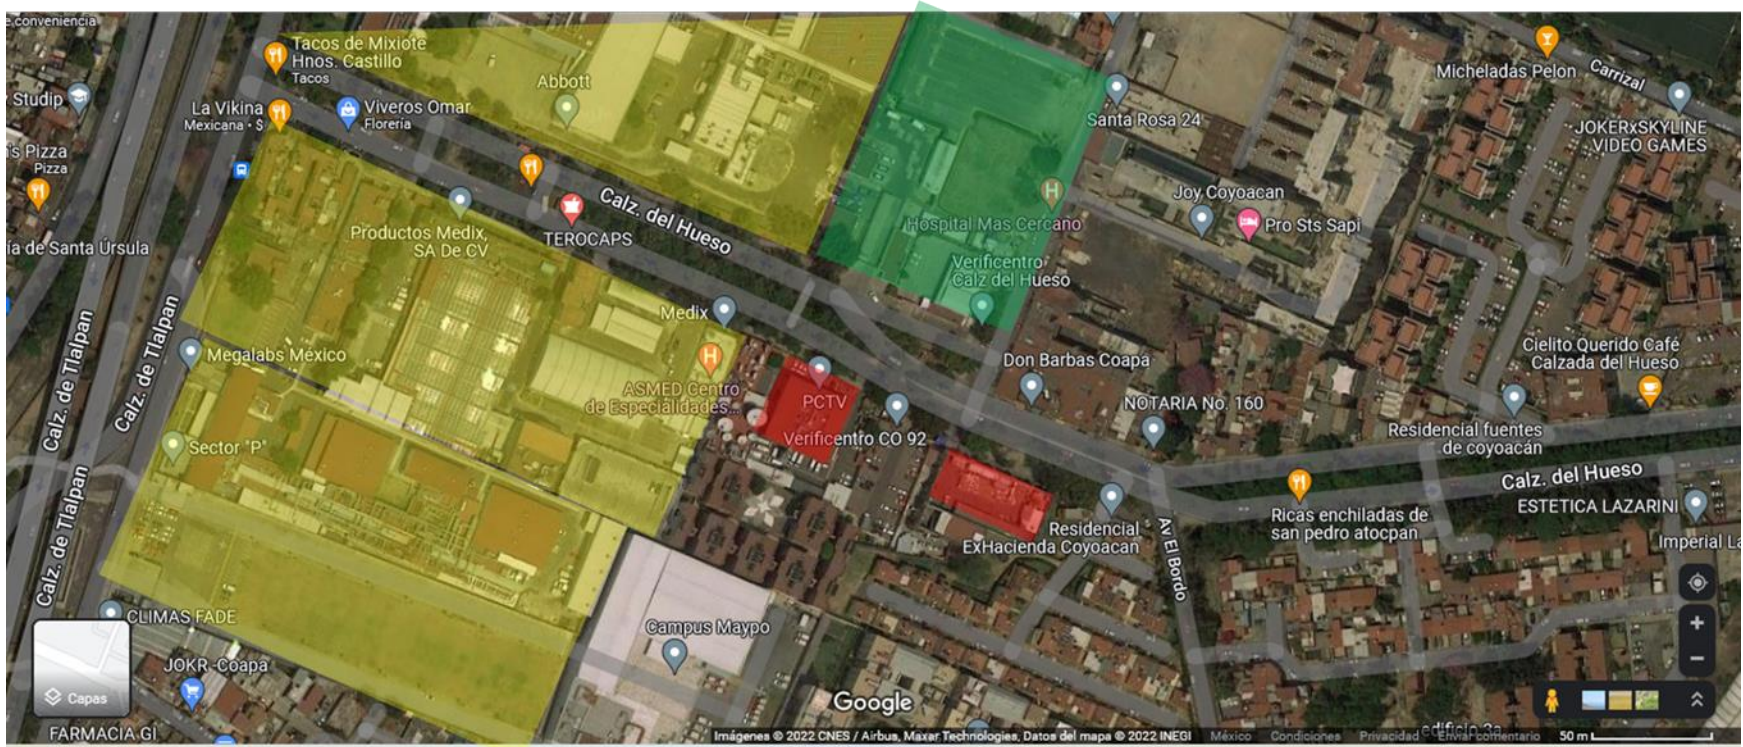 conveniencia
Tacos de Mixiote
Hnos. Castillo
Tacos
Studip
La Vikina
Mexicana • $
Viveros Omar
Florería
Abbott
Pizza
Pizza
Micheladas Pelon
Carrizal
Santa Rosa 24
JOKERxSKYLINE
VIDEO GAMES
ía de Santa Úrsula
Productos Medix,
SA De CV
TEROCAPS
Calz. del Hueso
Hospital Mas Cercano
Verificentro
Calz del Hueso
Joy Coyoacan
Pro Sts Sapi
Calz. de Tlalpan
Calz. de Tlalpan
Megalabs México
Medix
ASMED Centro
de Especialidades...
PCTV
Verificentro CO 92
Don Barbas Coapa
NOTARIA No. 160
Cielito Querido Café
Calzada del Hueso
Residencial fuentes
de coyoacán
Sector "P"
Calz. de Tlalpan
Calz. del Hueso
Ricas enchiladas de
san pedro atocpan
ESTETICA LAZARINI
Imperial La
Residencial
ExHacienda Coyoacan
Av El Bordo
CLIMAS FADE
Campus Maypo
JOKR -Coapa
Capas
FARMACIA GI
Google
edificio 3a
Imágenes © 2022 CNES / Airbus, Maxar Technologies, Datos del mapa © 2022 INEGI
México
Condiciones
Privacidad
Enviar comentario
50 m